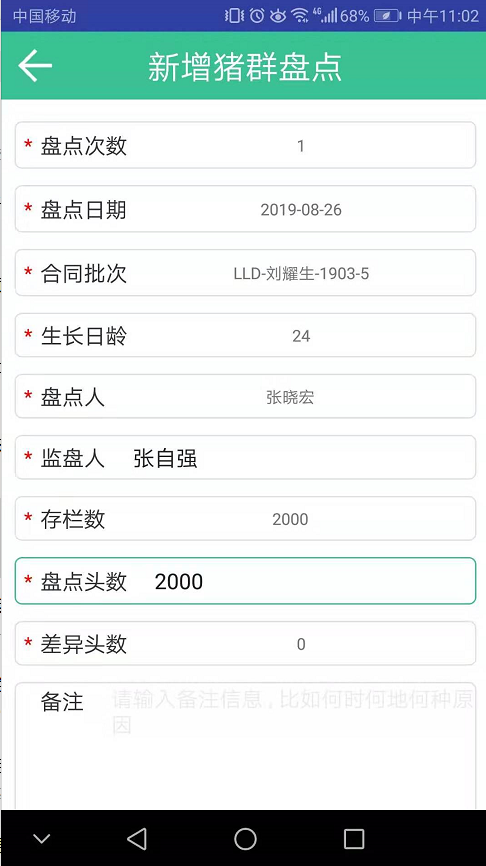 中国移动 4G 68% 中午11:02
新增猪群盘点
* 盘点次数 1
* 盘点日期 2019-08-26
* 合同批次 LLD-刘耀生-1903-5
* 生长日龄 24
* 盘点人 张晓宏
* 监盘人 张自强
* 存栏数 2000
* 盘点头数 2000
* 差异头数 0
备注 请输入备注信息,比如何时何地何种原
因